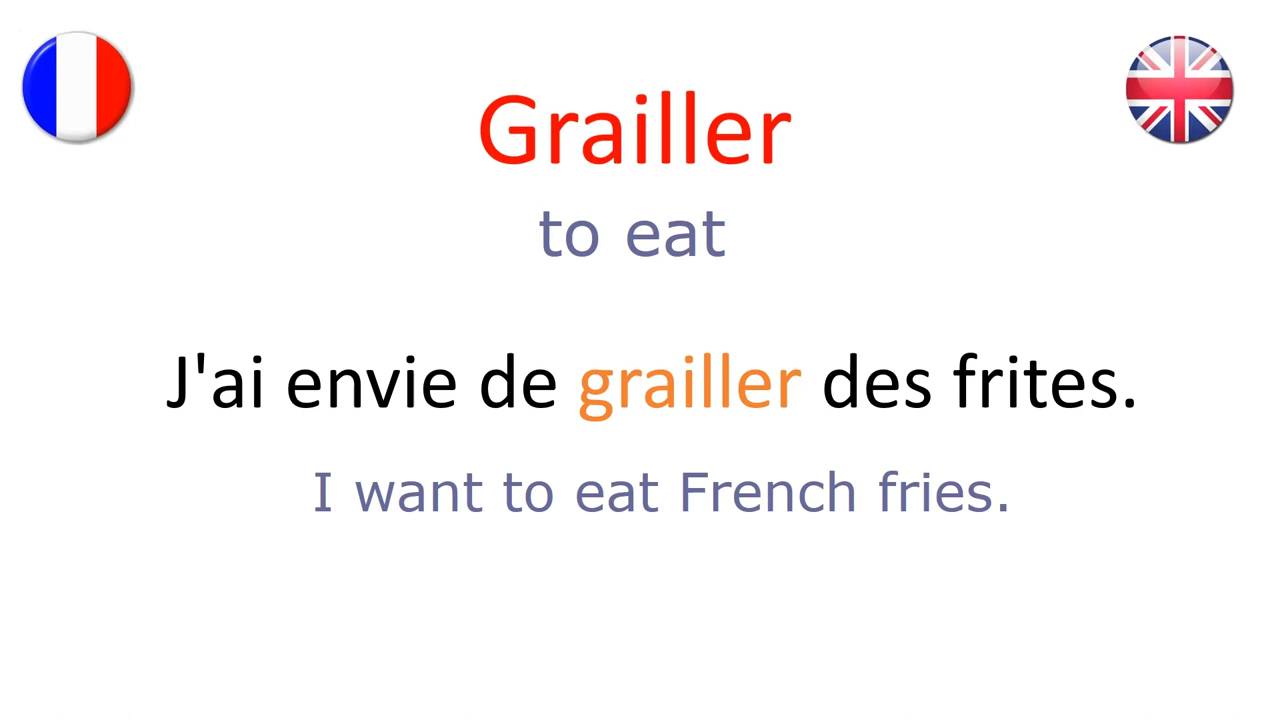 Grailler
to eat
J'ai envie de grailler des frites.
I want to eat French fries.